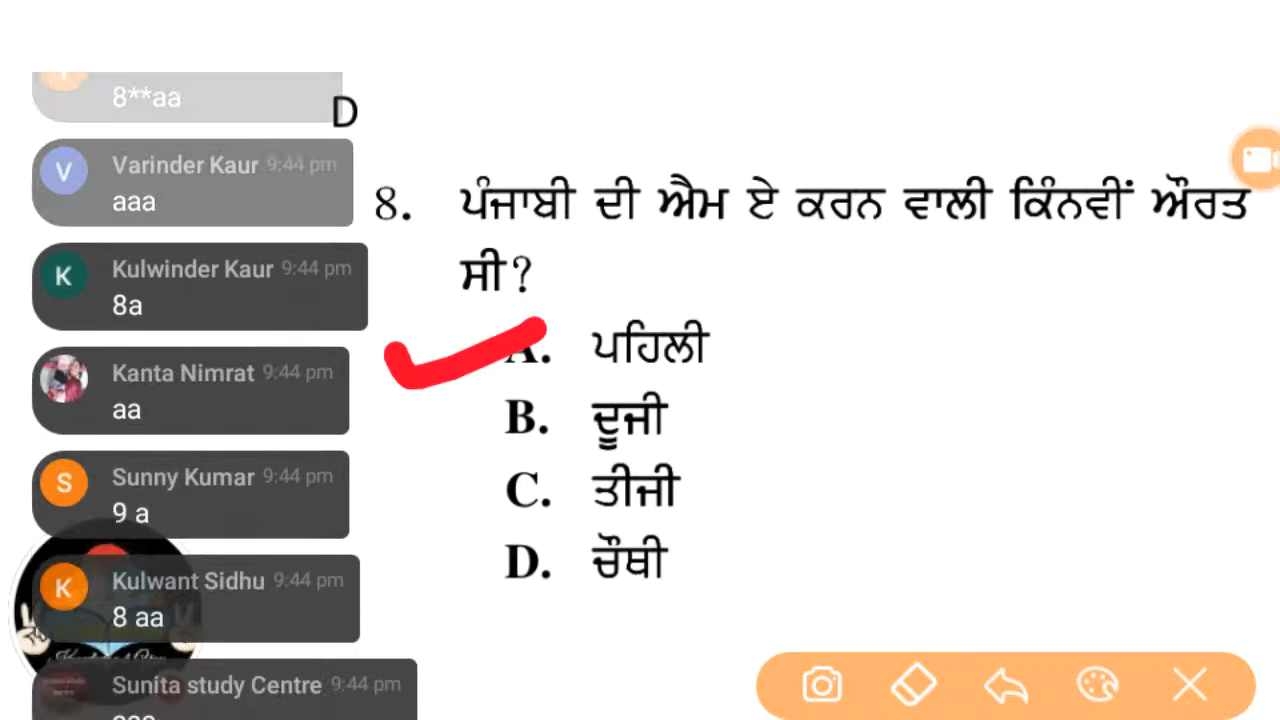 8**aa
D
Varinder Kaur 9:44 pm
aaa
Kulwinder Kaur 9:44 pm
8a
Kanta Nimrat 9:44 pm
aa
Sunny Kumar 9:44 pm
9 a
Kulwant Sidhu 9:44 pm
8 aa
Sunita study Centre 9:44 pm
8. ਪੰਜਾਬੀ ਦੀ ਐਮ ਏ ਕਰਨ ਵਾਲੀ ਕਿੰਨਵੀਂ ਔਰਤ
ਸੀ?
A. ਪਹਿਲੀ
B. ਦੂਜੀ
C. ਤੀਜੀ
D. ਚੌਥੀ